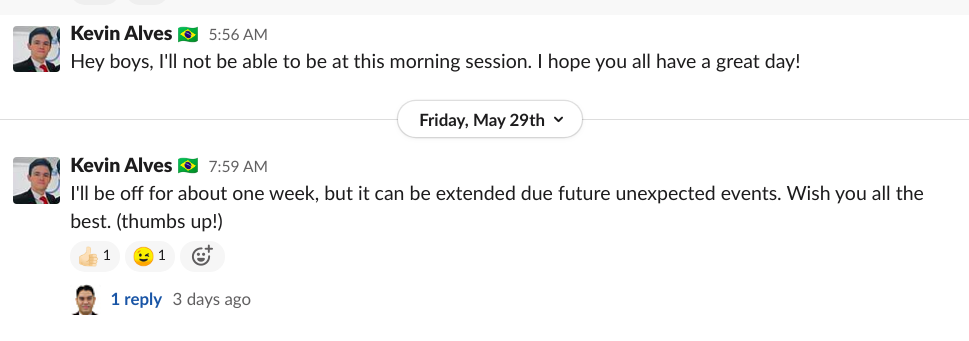 Kevin Alves 🇧🇷 5:56 AM
Hey boys, I'll not be able to be at this morning session. I hope you all have a great day!
Friday, May 29th
Kevin Alves 🇧🇷 7:59 AM
I'll be off for about one week, but it can be extended due future unexpected events. Wish you all the
best. (thumbs up!)
👍🏻 1 😉 1
1 reply 3 days ago